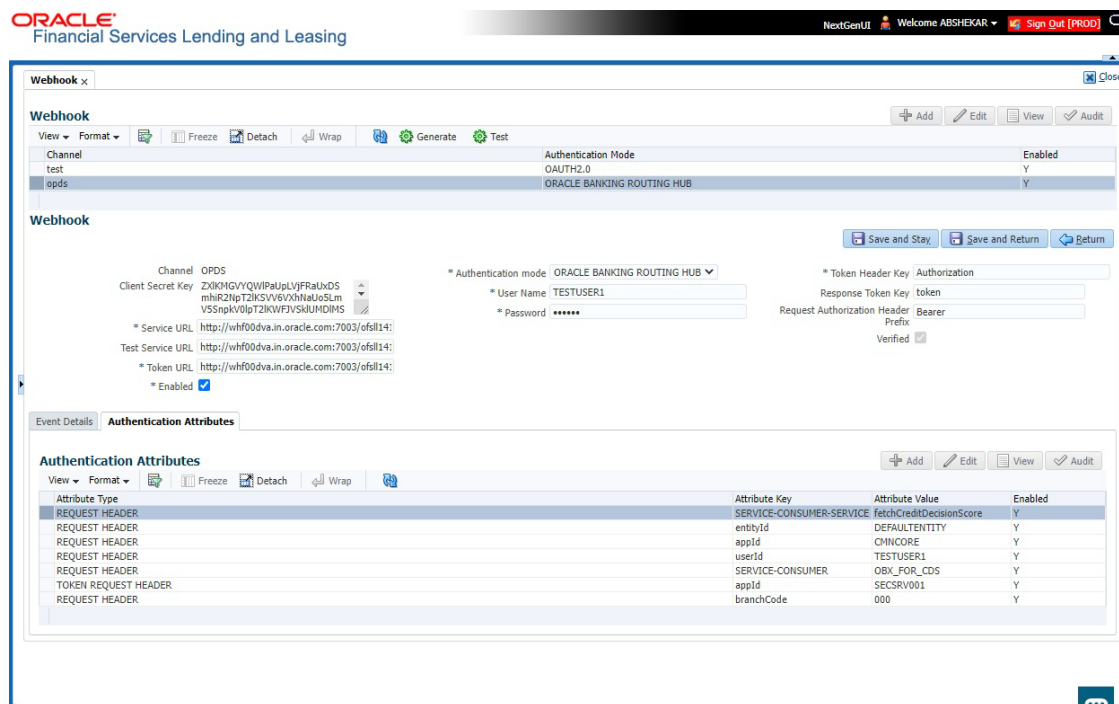 ORACLE
Financial Services Lending and Leasing
NextGenUI Welcome ABSHEKAR Sign Out [PROD]
Webhook x
Close
Webhook
Add Edit View Audit
View Format Freeze Detach Wrap Generate Test
Channel Authentication Mode Enabled
test OAUTH2.0 Y
opds ORACLE BANKING ROUTING HUB Y
Webhook
Save and Stay Save and Return Return
Channel OPDS
Client Secret Key
* Service URL http://whf00dva.in.oracle.com:7003/ofsll14:
Test Service URL http://whf00dva.in.oracle.com:7003/ofsll14:
* Token URL http://whf00dva.in.oracle.com:7003/ofsll14:
* Enabled
* Authentication mode ORACLE BANKING ROUTING HUB
* User Name TESTUSER1
* Password ••••••
* Token Header Key Authorization
Response Token Key token
Request Authorization Header Prefix Bearer
Verified
Event Details Authentication Attributes
Authentication Attributes
Add Edit View Audit
View Format Freeze Detach Wrap
Attribute Type Attribute Key Attribute Value Enabled
REQUEST HEADER SERVICE-CONSUMER-SERVICE fetchCreditDecisionScore Y
REQUEST HEADER entityId DEFAULTENTITY Y
REQUEST HEADER appId CMNCORE Y
REQUEST HEADER userId TESTUSER1 Y
REQUEST HEADER SERVICE-CONSUMER OBX_FOR_CDS Y
TOKEN REQUEST HEADER appId SECSRV001 Y
REQUEST HEADER branchCode 000 Y